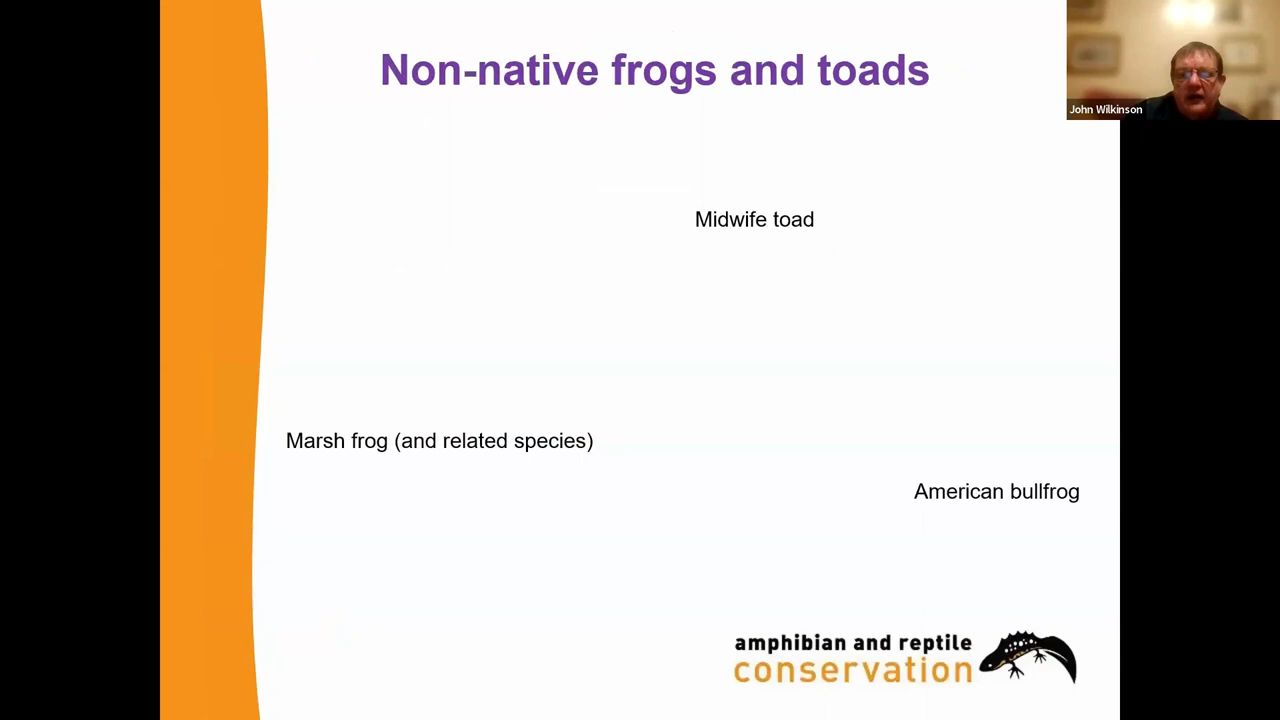 Non-native frogs and toads
John Wilkinson
Midwife toad
Marsh frog (and related species)
American bullfrog
amphibian and reptile
conservation